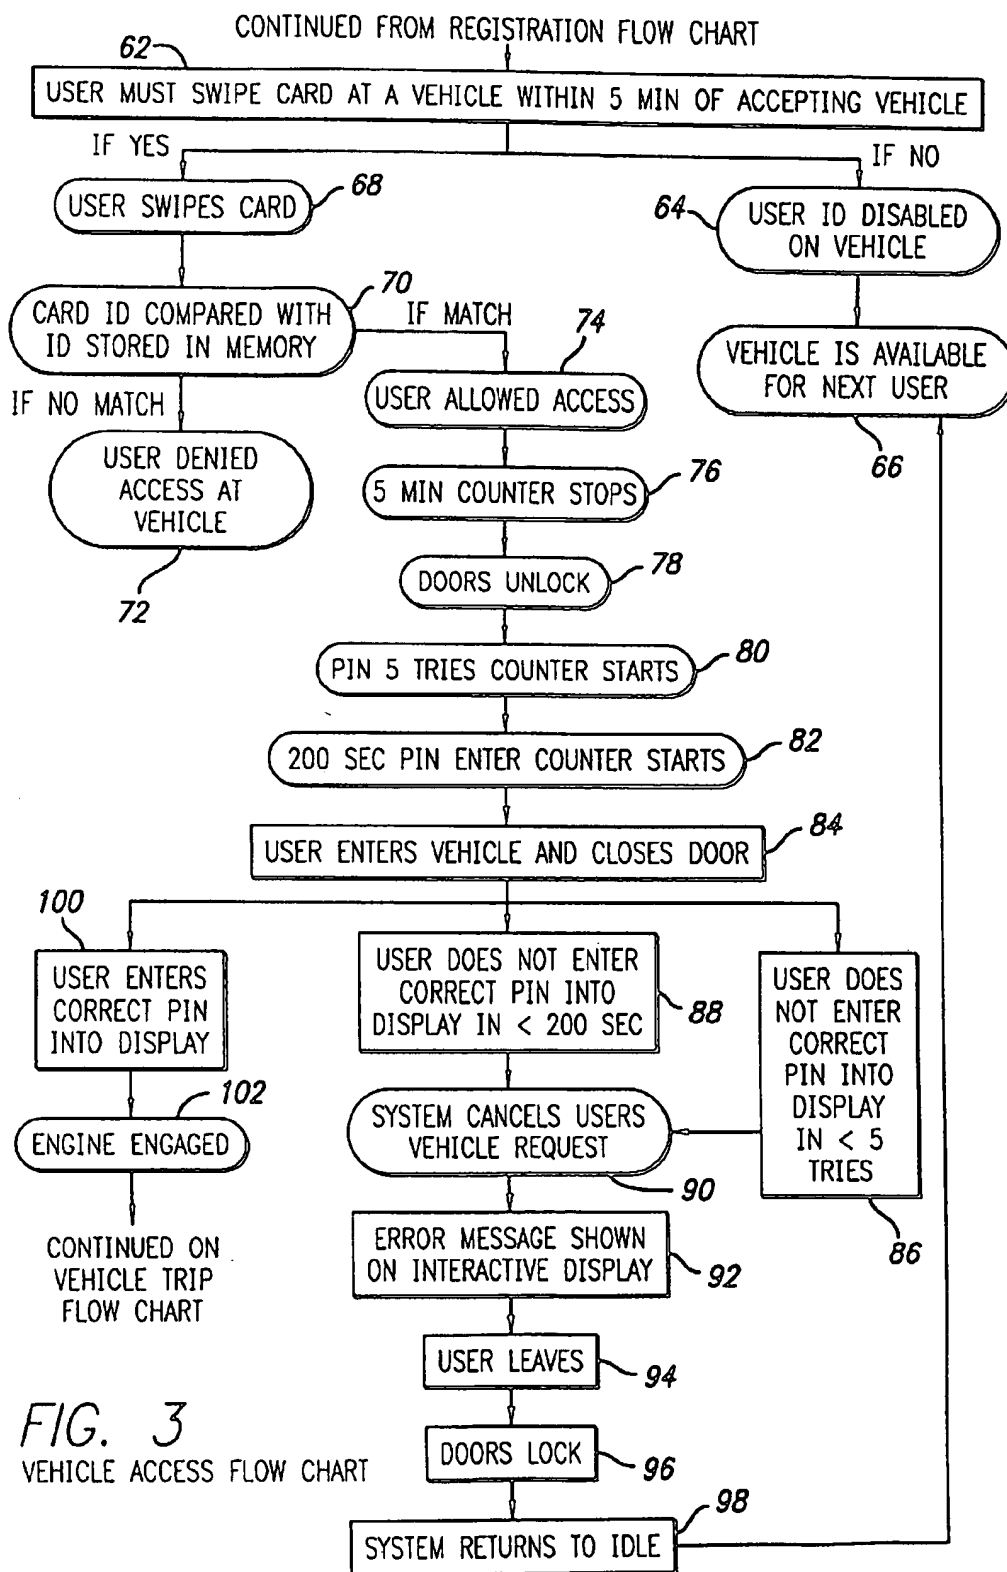 CONTINUED FROM REGISTRATION FLOW CHART
62
USER MUST SWIPE CARD AT A VEHICLE WITHIN 5 MIN OF ACCEPTING VEHICLE
IF YES
IF NO
USER SWIPES CARD
68
64
USER ID DISABLED
ON VEHICLE
CARD ID COMPARED WITH
ID STORED IN MEMORY
70
IF MATCH
74
VEHICLE IS AVAILABLE
FOR NEXT USER
66
IF NO MATCH
USER ALLOWED ACCESS
USER DENIED
ACCESS AT
VEHICLE
72
5 MIN COUNTER STOPS
76
DOORS UNLOCK
78
PIN 5 TRIES COUNTER STARTS
80
200 SEC PIN ENTER COUNTER STARTS
82
USER ENTERS VEHICLE AND CLOSES DOOR
84
100
USER ENTERS
CORRECT PIN
INTO DISPLAY
USER DOES NOT ENTER
CORRECT PIN INTO
DISPLAY IN < 200 SEC
88
USER DOES
NOT ENTER
CORRECT
PIN INTO
DISPLAY
IN < 5
TRIES
86
102
ENGINE ENGAGED
SYSTEM CANCELS USERS
VEHICLE REQUEST
90
CONTINUED ON
VEHICLE TRIP
FLOW CHART
ERROR MESSAGE SHOWN
ON INTERACTIVE DISPLAY
92
USER LEAVES
94
DOORS LOCK
96
SYSTEM RETURNS TO IDLE
98
FIG. 3
VEHICLE ACCESS FLOW CHART